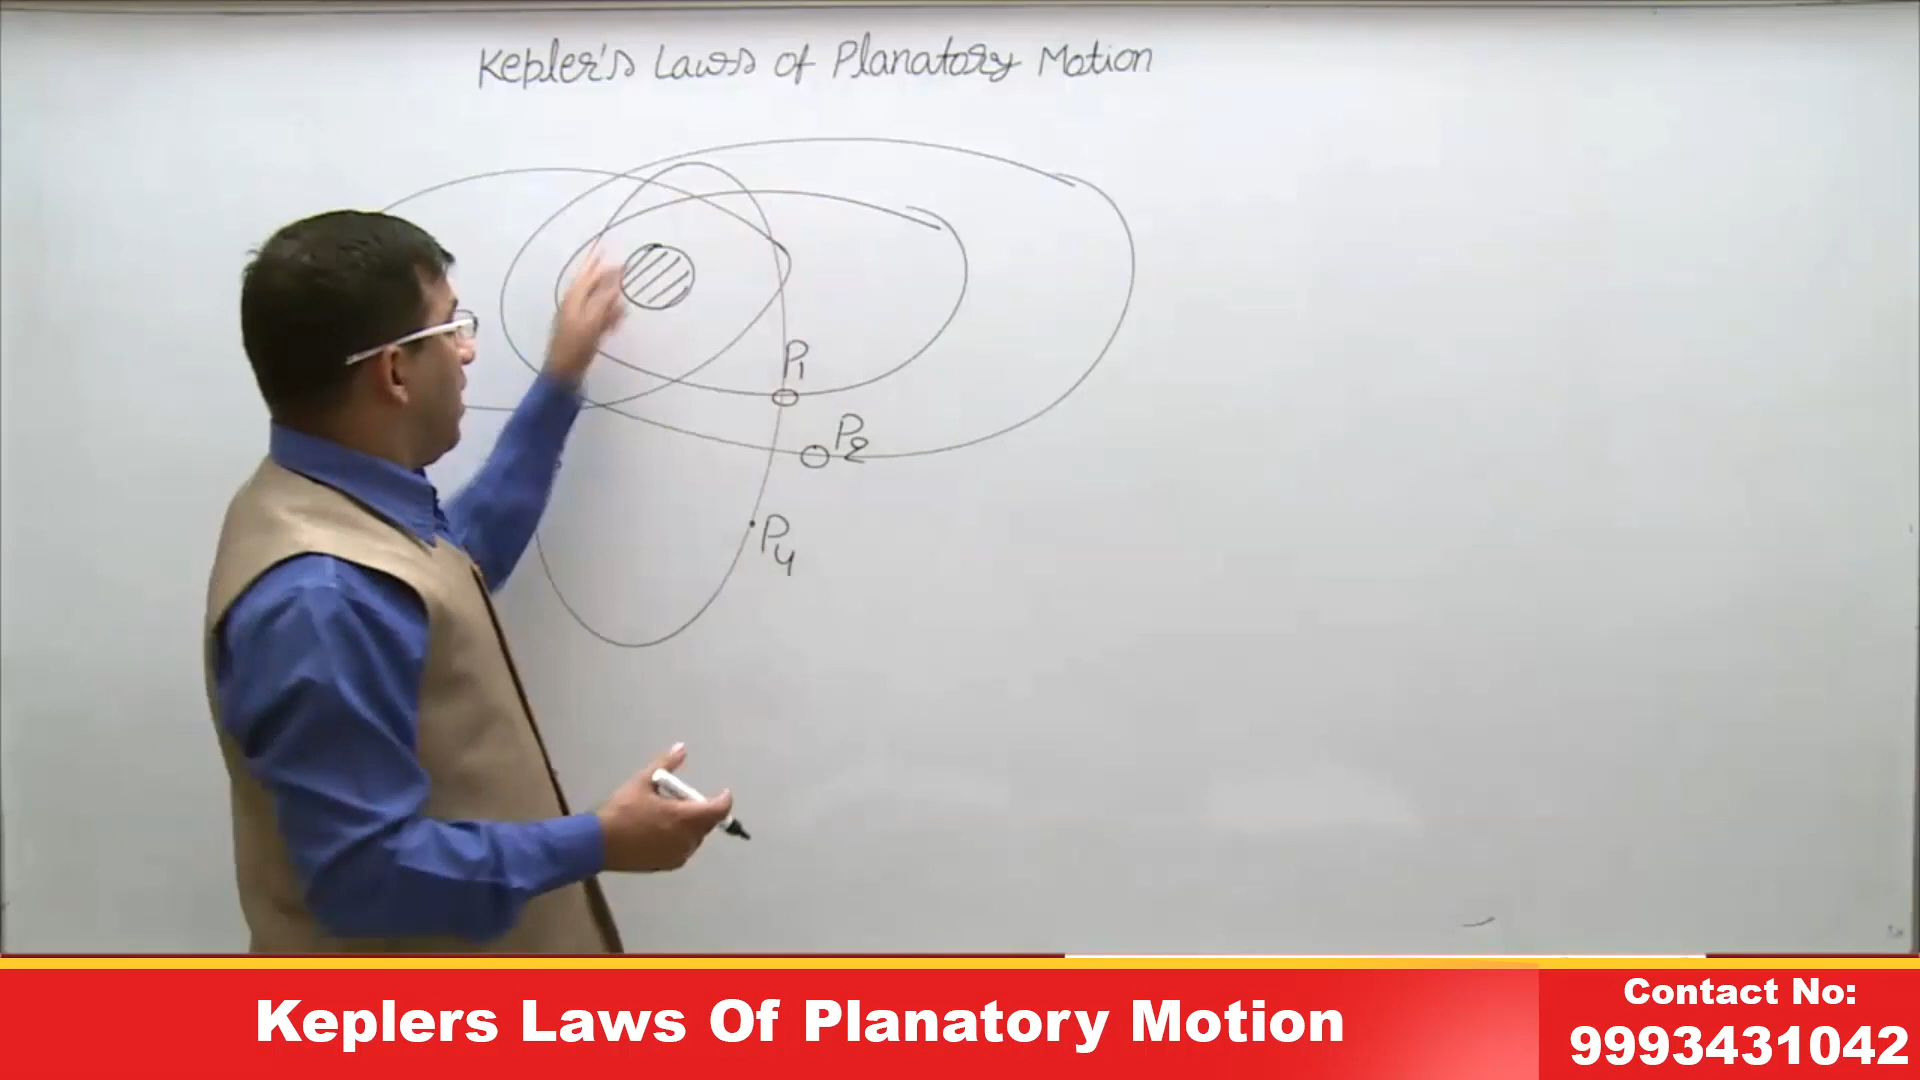 Kepler's Laws of Planatory Motion
P1
P2
P4
Keplers Laws Of Planatory Motion
Contact No:
9993431042